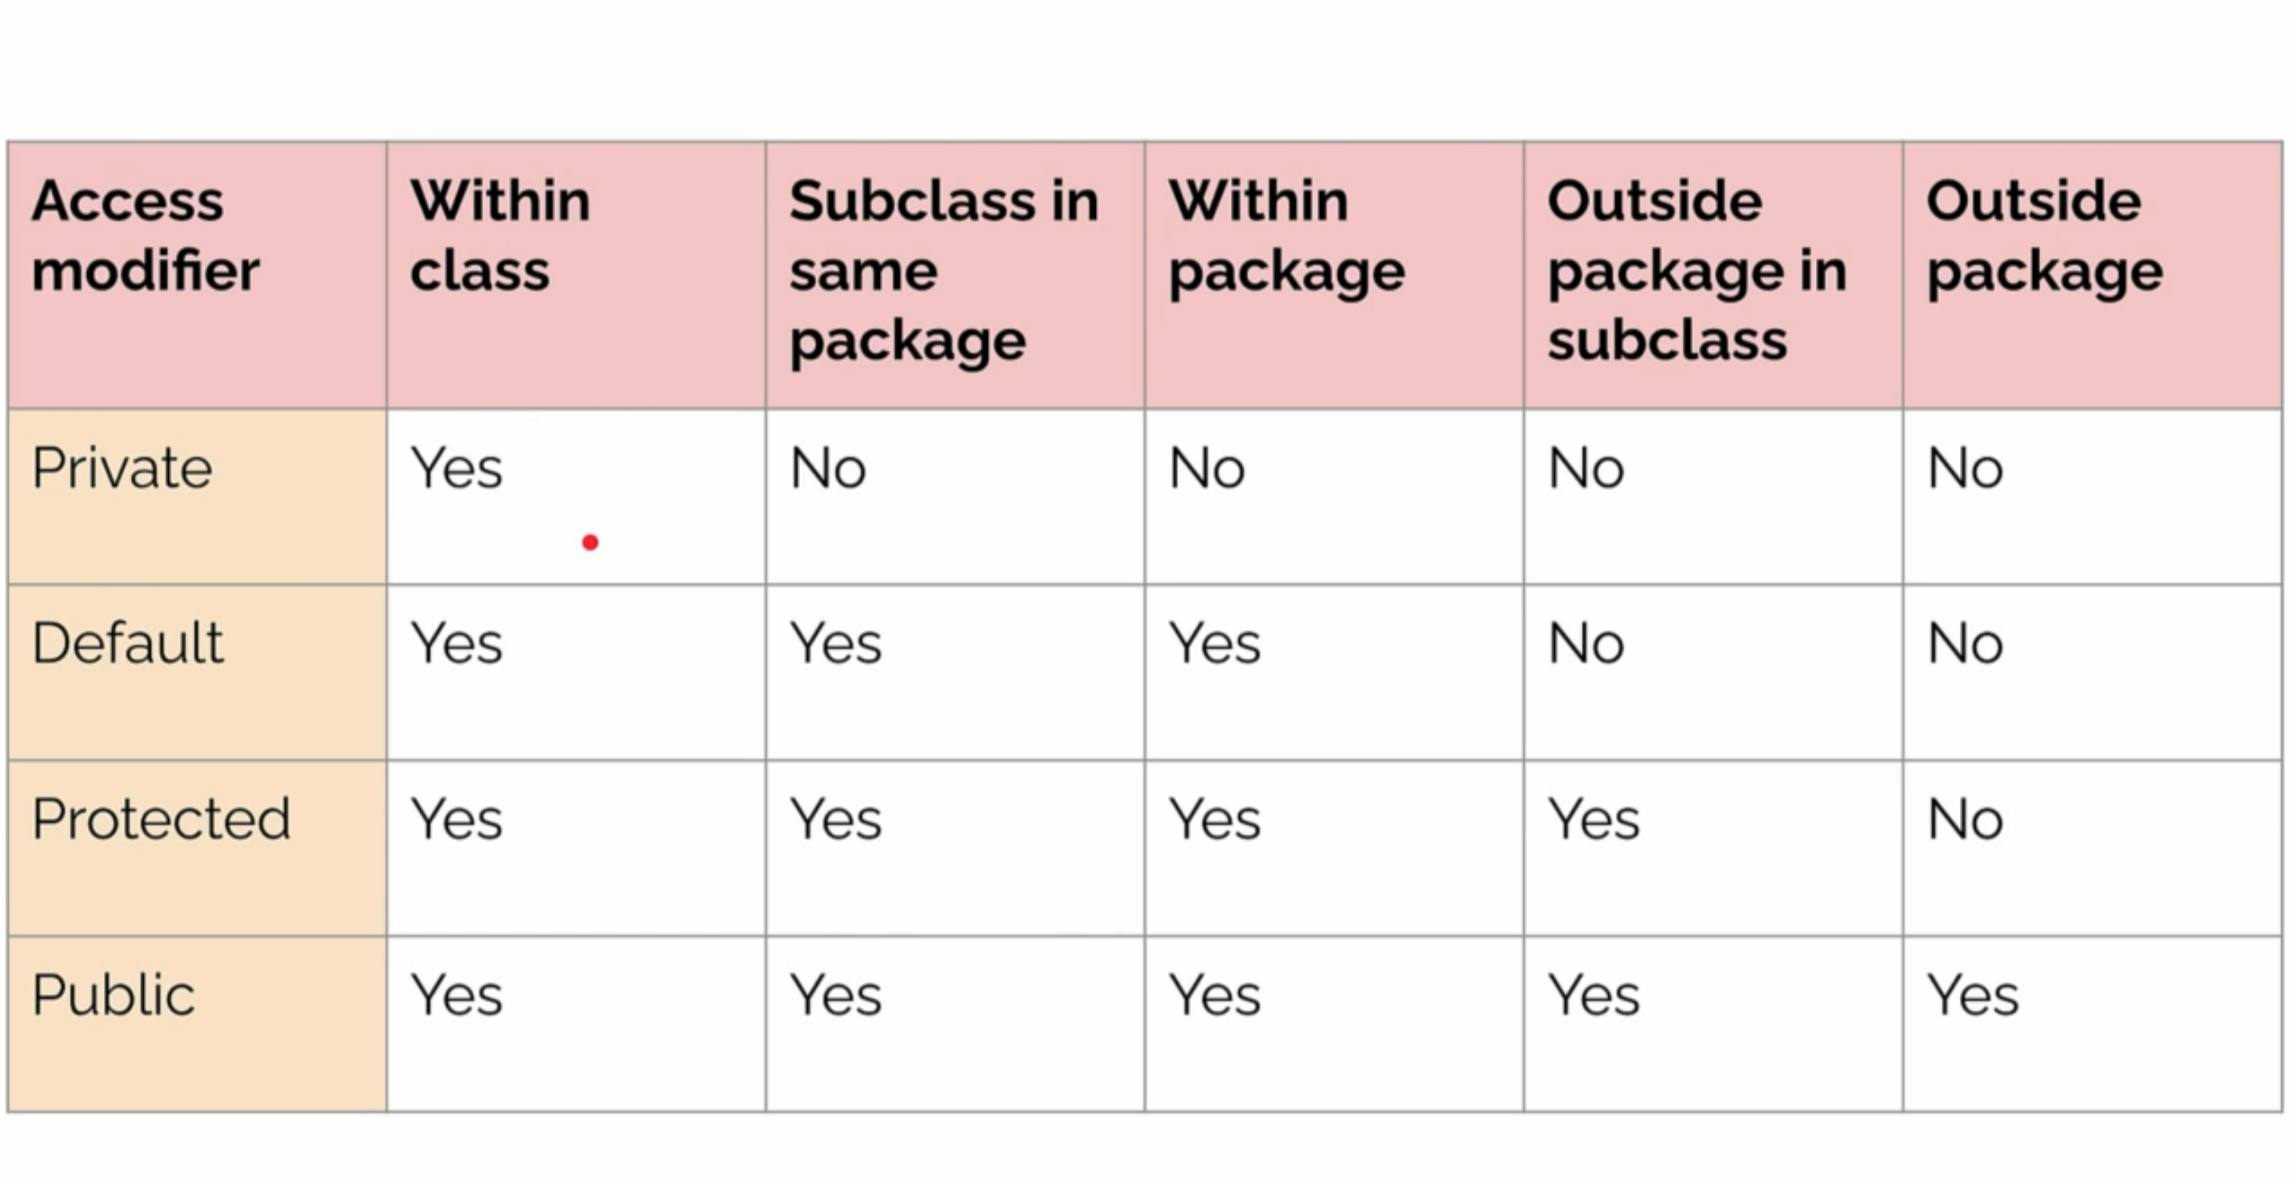 Access modifier
Within class
Subclass in same package
Within package
Outside package in subclass
Outside package
Private Yes No No No No
Default Yes Yes Yes No No
Protected Yes Yes Yes Yes No
Public Yes Yes Yes Yes Yes